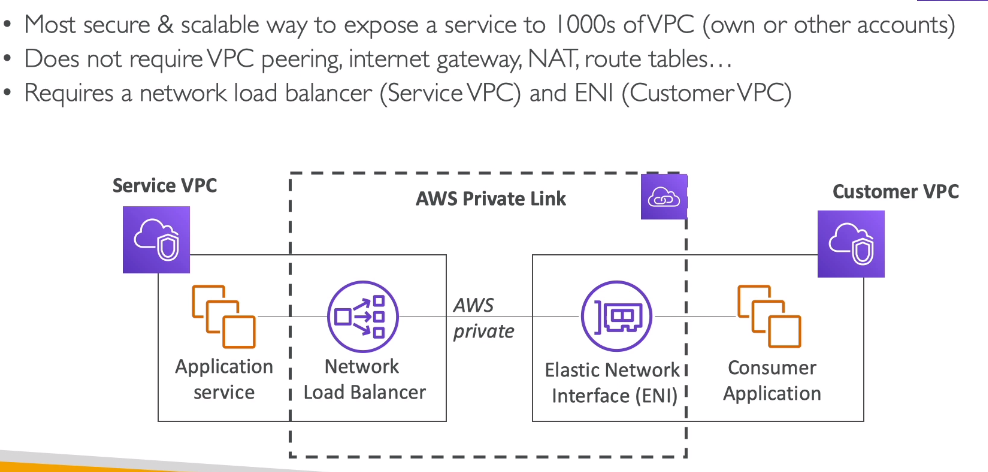 • Most secure & scalable way to expose a service to 1000s of VPC (own or other accounts)
• Does not require VPC peering, internet gateway, NAT, route tables…
• Requires a network load balancer (Service VPC) and ENI (Customer VPC)
Service VPC
AWS Private Link
Customer VPC
AWS
private
Application
service
Network
Load Balancer
Elastic Network
Interface (ENI)
Consumer
Application